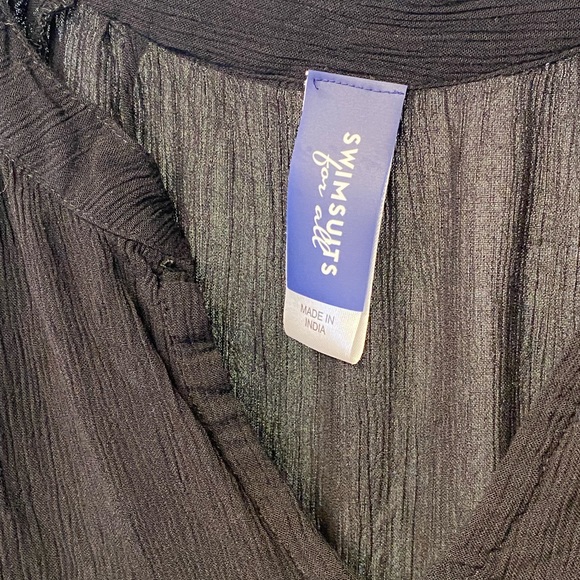 SWIMSUITS
for all
MADE IN
INDIA